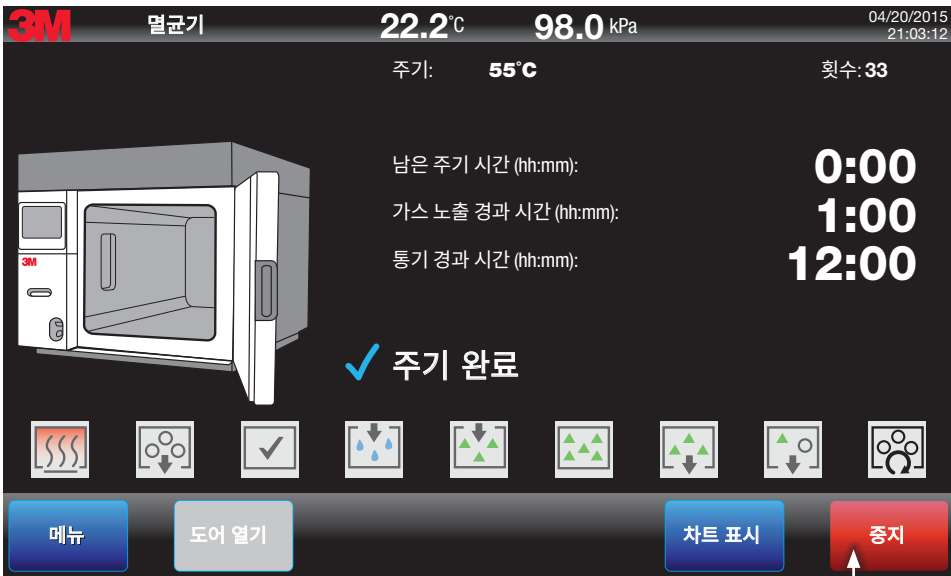 3M 멸균기 22.2°C 98.0 kPa 04/20/2015
21:03:12
주기: 55°C 횟수: 33
남은 주기 시간 (hh:mm): 0:00
가스 노출 경과 시간 (hh:mm): 1:00
통기 경과 시간 (hh:mm): 12:00
3M
✓ 주기 완료
메뉴 도어 열기 차트 표시 중지